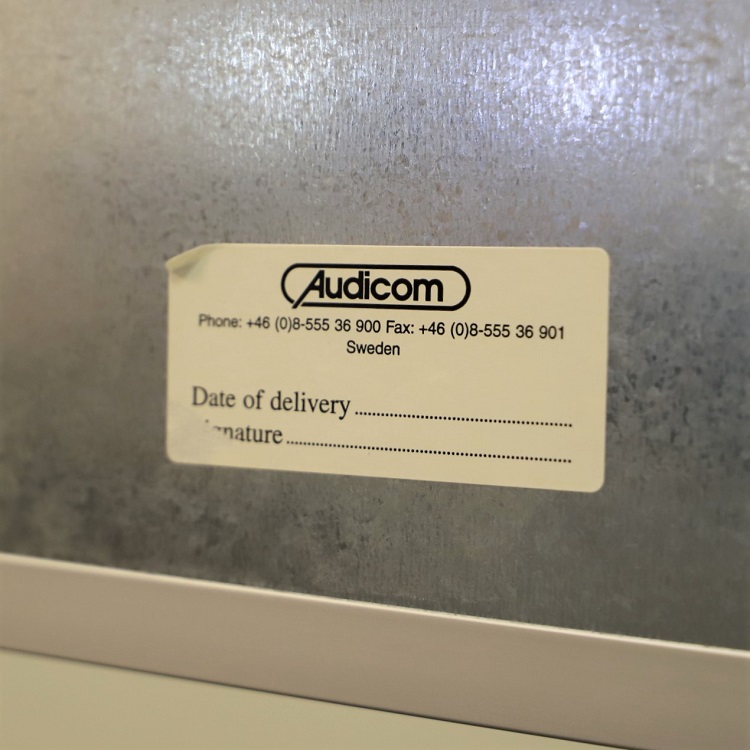 Audicom
Phone: +46 (0)8-555 36 900 Fax: +46 (0)8-555 36 901
Sweden
Date of delivery